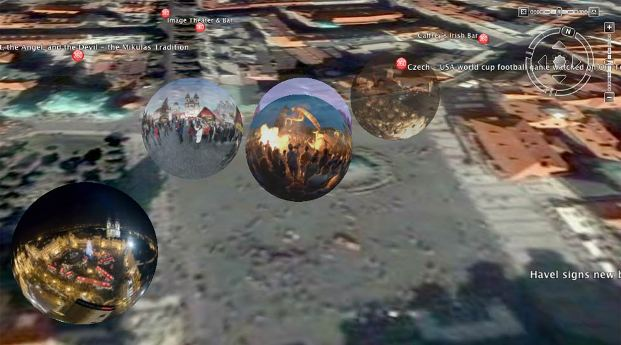 Image Theater & Bar
Caffrey's Irish Bar
t, the Angel, and the Devil - the Mikulas Tradition
Czech - USA world cup football game watched on
Havel signs new b
N